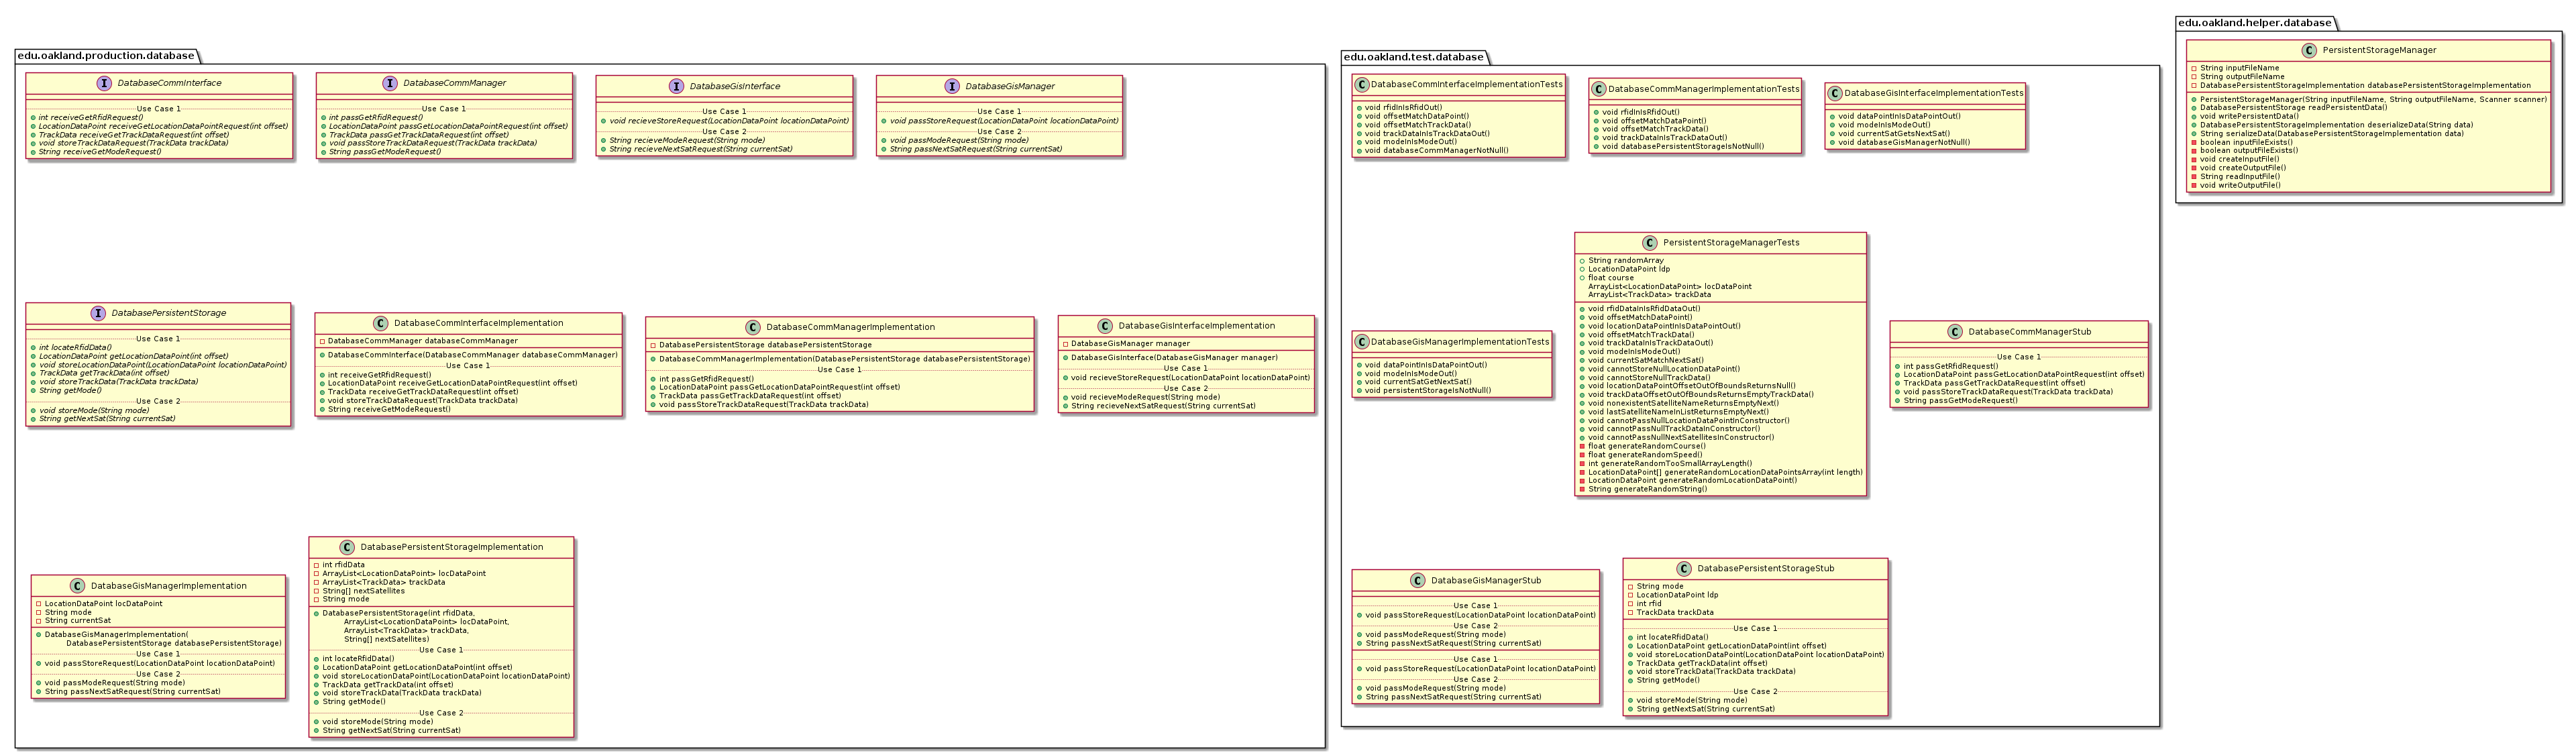 edu.oakland.production.database
I DatabaseCommInterface
Use Case 1
int receiveGetRfidRequest()
LocationDataPoint receiveGetLocationDataPointRequest(int offset)
TrackData receiveGetTrackDataRequest(int offset)
void storeTrackDataRequest(TrackData trackData)
String receiveGetModeRequest()
I DatabaseCommManager
Use Case 1
int passGetRfidRequest()
LocationDataPoint passGetLocationDataPointRequest(int offset)
TrackData passGetTrackDataRequest(int offset)
void passStoreTrackDataRequest(TrackData trackData)
String passGetModeRequest()
I DatabaseGisInterface
Use Case 1
void recieveStoreRequest(LocationDataPoint locationDataPoint)
Use Case 2
String recieveModeRequest(String mode)
String recieveNextSatRequest(String currentSat)
I DatabaseGisManager
Use Case 1
void passStoreRequest(LocationDataPoint locationDataPoint)
Use Case 2
void passModeRequest(String mode)
String passNextSatRequest(String currentSat)
I DatabasePersistentStorage
Use Case 1
int locateRfidData()
LocationDataPoint getLocationDataPoint(int offset)
void storeLocationDataPoint(LocationDataPoint locationDataPoint)
TrackData getTrackData(int offset)
void storeTrackData(TrackData trackData)
String getMode()
Use Case 2
void storeMode(String mode)
String getNextSat(String currentSat)
C DatabaseCommInterfaceImplementation
DatabaseCommManager databaseCommManager
DatabaseCommInterface(DatabaseCommManager databaseCommManager)
Use Case 1
int receiveGetRfidRequest()
LocationDataPoint receiveGetLocationDataPointRequest(int offset)
TrackData receiveGetTrackDataRequest(int offset)
void storeTrackDataRequest(TrackData trackData)
String receiveGetModeRequest()
C DatabaseCommManagerImplementation
DatabasePersistentStorage databasePersistentStorage
DatabaseCommManagerImplementation(DatabasePersistentStorage databasePersistentStorage)
Use Case 1
int passGetRfidRequest()
LocationDataPoint passGetLocationDataPointRequest(int offset)
TrackData passGetTrackDataRequest(int offset)
void passStoreTrackDataRequest(TrackData trackData)
C DatabaseGisInterfaceImplementation
DatabaseGisManager manager
DatabaseGisInterface(DatabaseGisManager manager)
Use Case 1
void recieveStoreRequest(LocationDataPoint locationDataPoint)
Use Case 2
void recieveModeRequest(String mode)
String recieveNextSatRequest(String currentSat)
C DatabaseGisManagerImplementation
LocationDataPoint locDataPoint
String mode
String currentSat
DatabaseGisManagerImplementation(
DatabasePersistentStorage databasePersistentStorage)
Use Case 1
void passStoreRequest(LocationDataPoint locationDataPoint)
Use Case 2
void passModeRequest(String mode)
String passNextSatRequest(String currentSat)
C DatabasePersistentStorageImplementation
int rfidData
ArrayList<LocationDataPoint> locDataPoint
ArrayList<TrackData> trackData
String[] nextSatellites
String mode
DatabasePersistentStorage(int rfidData,
ArrayList<LocationDataPoint> locDataPoint,
ArrayList<TrackData> trackData,
String[] nextSatellites)
Use Case 1
int locateRfidData()
LocationDataPoint getLocationDataPoint(int offset)
void storeLocationDataPoint(LocationDataPoint locationDataPoint)
TrackData getTrackData(int offset)
void storeTrackData(TrackData trackData)
String getMode()
Use Case 2
void storeMode(String mode)
String getNextSat(String currentSat)
edu.oakland.test.database
C DatabaseCommInterfaceImplementationTests
void rfidInIsRfidOut()
void offsetMatchDataPoint()
void offsetMatchTrackData()
void trackDataInIsTrackDataOut()
void modeInIsModeOut()
void databaseCommManagerNotNull()
C DatabaseCommManagerImplementationTests
void rfidInIsRfidOut()
void offsetMatchDataPoint()
void offsetMatchTrackData()
void trackDataInIsTrackDataOut()
void databasePersistentStorageIsNotNull()
C DatabaseGisInterfaceImplementationTests
void dataPointInIsDataPointOut()
void modeInIsModeOut()
void currentSatGetsNextSat()
void databaseGisManagerNotNull()
C DatabaseGisManagerImplementationTests
void dataPointInIsDataPointOut()
void modeInIsModeOut()
void currentSatGetNextSat()
void persistentStorageIsNotNull()
C PersistentStorageManagerTests
String randomArray
LocationDataPoint ldp
float course
ArrayList<LocationDataPoint> locDataPoint
ArrayList<TrackData> trackData
void rfidDataInIsRfidDataOut()
void offsetMatchDataPoint()
void locationDataPointInIsDataPointOut()
void offsetMatchTrackData()
void trackDataInIsTrackDataOut()
void modeInIsModeOut()
void currentSatMatchNextSat()
void cannotStoreNullLocationDataPoint()
void cannotStoreNullTrackData()
void locationDataPointOffsetOutOfBoundsReturnsNull()
void trackDataOffsetOutOfBoundsReturnsEmptyTrackData()
void nonexistentSatelliteNameReturnsEmptyNext()
void lastSatelliteNameInListReturnsEmptyNext()
void cannotPassNullLocationDataPointInConstructor()
void cannotPassNullTrackDataInConstructor()
void cannotPassNullNextSatellitesInConstructor()
float generateRandomCourse()
float generateRandomSpeed()
int generateRandomTooSmallArrayLength()
LocationDataPoint[] generateRandomLocationDataPointsArray(int length)
LocationDataPoint generateRandomLocationDataPoint()
String generateRandomString()
C DatabaseCommManagerStub
Use Case 1
int passGetRfidRequest()
LocationDataPoint passGetLocationDataPointRequest(int offset)
TrackData passGetTrackDataRequest(int offset)
void passStoreTrackDataRequest(TrackData trackData)
String passGetModeRequest()
C DatabaseGisManagerStub
Use Case 1
void passStoreRequest(LocationDataPoint locationDataPoint)
Use Case 2
void passModeRequest(String mode)
String passNextSatRequest(String currentSat)
Use Case 1
void passStoreRequest(LocationDataPoint locationDataPoint)
Use Case 2
void passModeRequest(String mode)
String passNextSatRequest(String currentSat)
C DatabasePersistentStorageStub
String mode
LocationDataPoint ldp
int rfid
TrackData trackData
Use Case 1
int locateRfidData()
LocationDataPoint getLocationDataPoint(int offset)
void storeLocationDataPoint(LocationDataPoint locationDataPoint)
TrackData getTrackData(int offset)
void storeTrackData(TrackData trackData)
String getMode()
Use Case 2
void storeMode(String mode)
String getNextSat(String currentSat)
edu.oakland.helper.database
C PersistentStorageManager
String inputFileName
String outputFileName
DatabasePersistentStorageImplementation databasePersistentStorageImplementation
PersistentStorageManager(String inputFileName, String outputFileName, Scanner scanner)
DatabasePersistentStorage readPersistentData()
void writePersistentData()
DatabasePersistentStorageImplementation deserializeData(String data)
String serializeData(DatabasePersistentStorageImplementation data)
boolean inputFileExists()
boolean outputFileExists()
void createInputFile()
void createOutputFile()
String readInputFile()
void writeOutputFile()